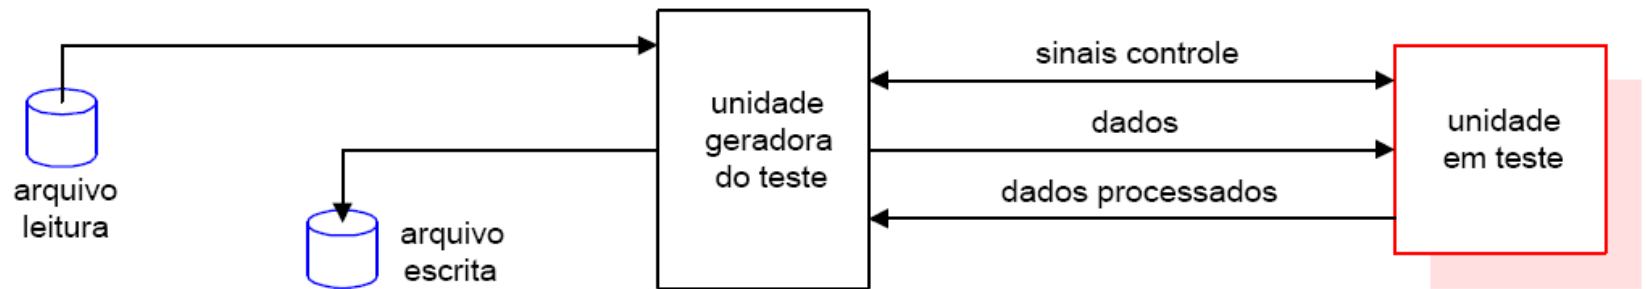 arquivo
leitura
arquivo
escrita
unidade
geradora
do teste
sinais controle
dados
dados processados
unidade
em teste